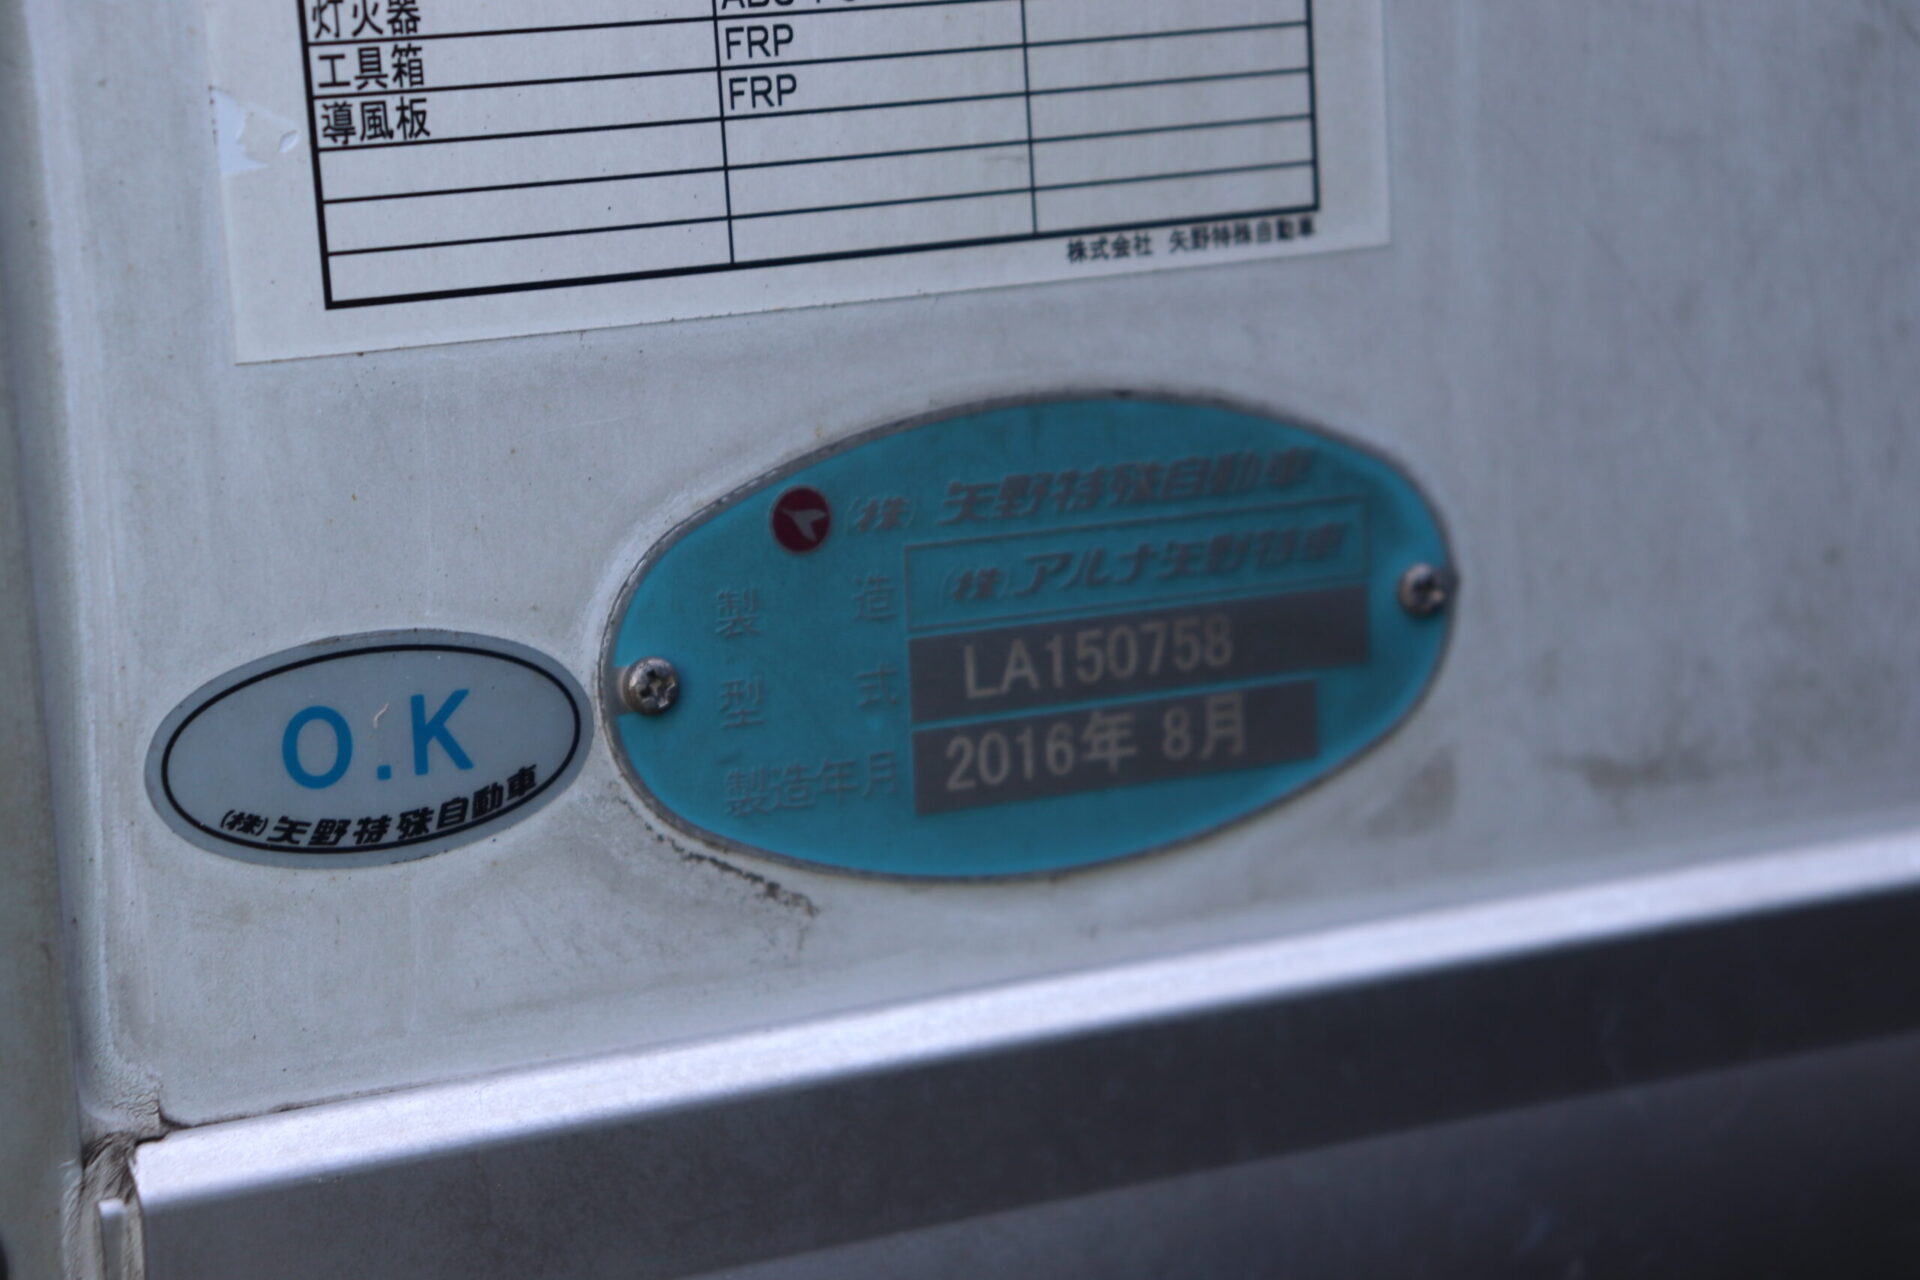 灯火器
工具箱 FRP
導風板 FRP
株式会社 矢野特殊自動車
(株) 矢野特殊自動車
製造 (株)アルナ矢野特車
型式 LA150758
製造年月 2016年 8月
O.K
(株)矢野特殊自動車